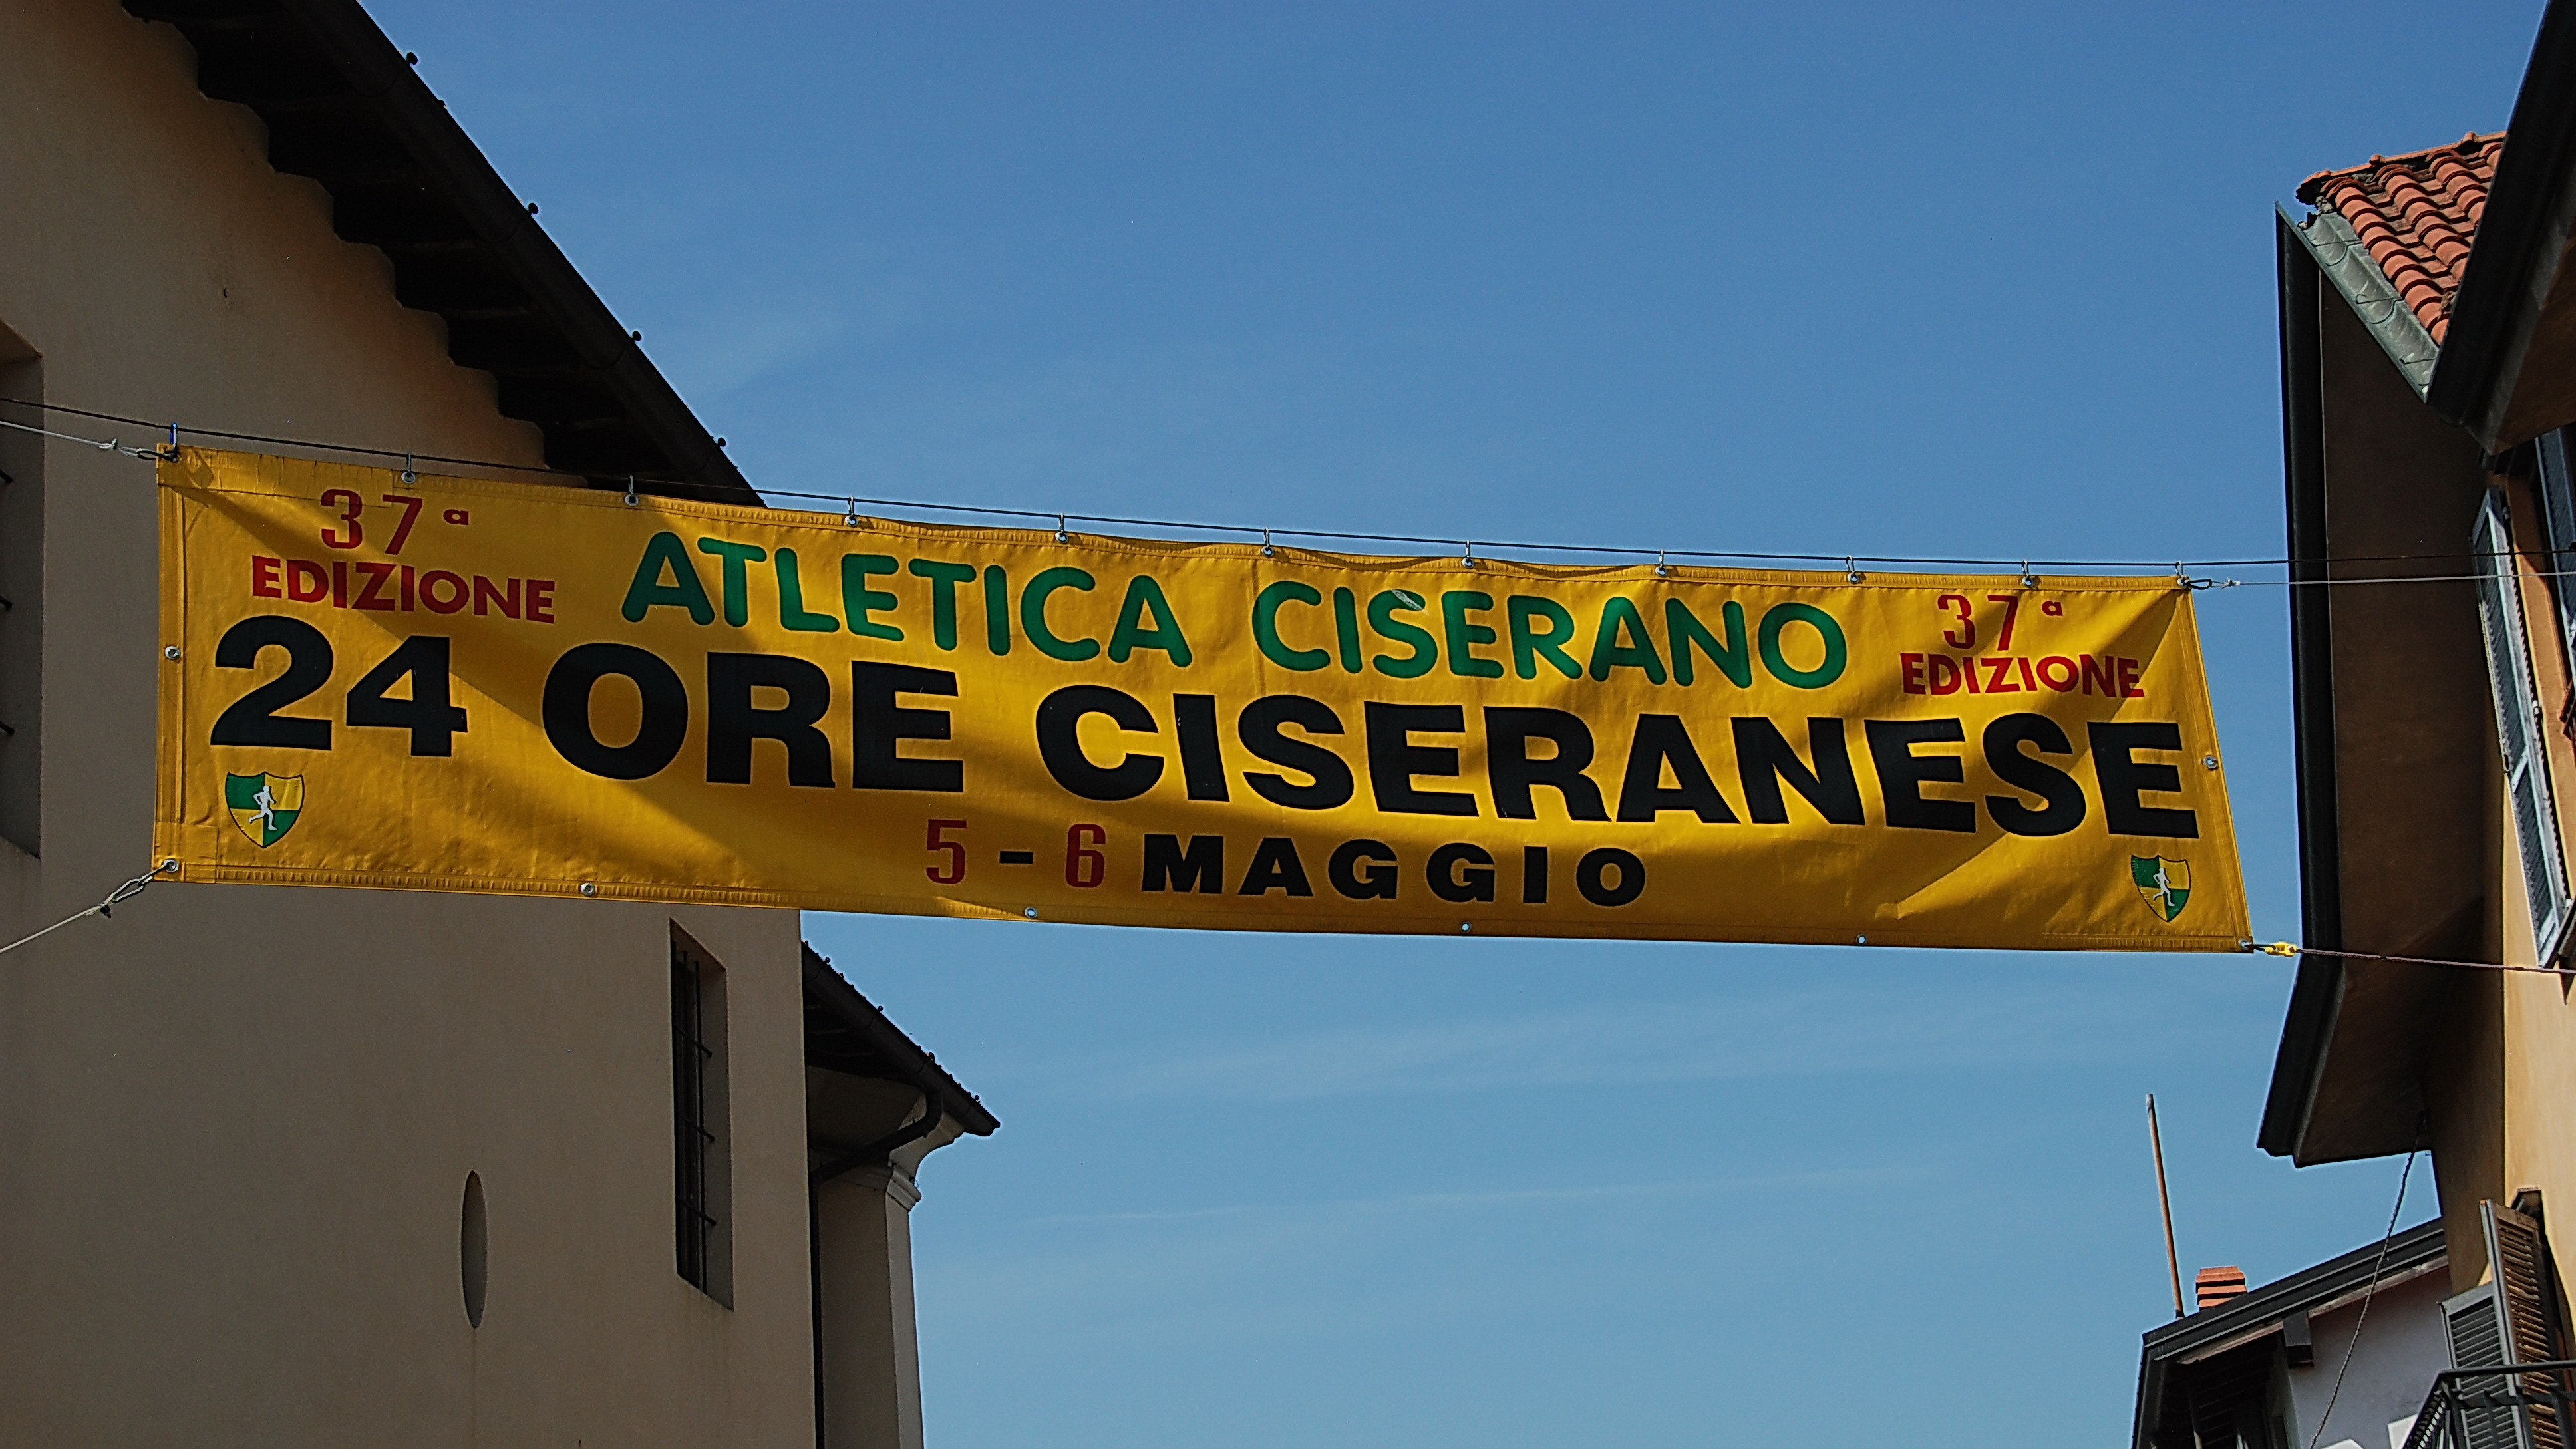 37ª
EDIZIONE
ATLETICA CISERANO
37ª
EDIZIONE
24 ORE CISERANESE
5-6 MAGGIO